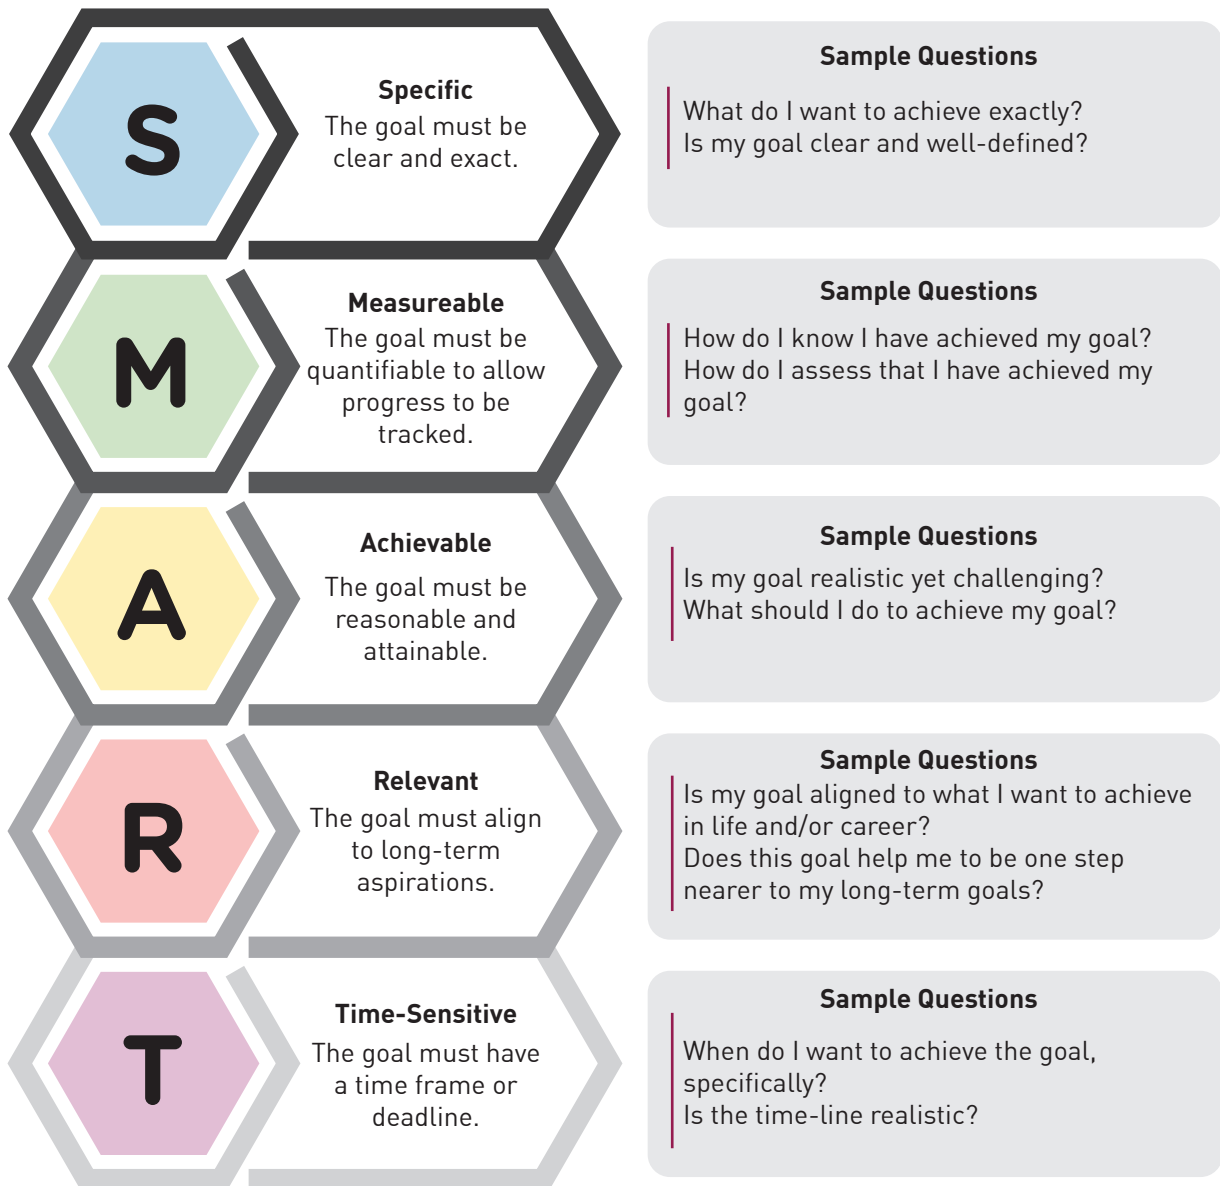 S
Specific
The goal must be
clear and exact.
Sample Questions
What do I want to achieve exactly?
Is my goal clear and well-defined?
M
Measureable
The goal must be
quantifiable to allow
progress to be
tracked.
Sample Questions
How do I know I have achieved my goal?
How do I assess that I have achieved my
goal?
A
Achievable
The goal must be
reasonable and
attainable.
Sample Questions
Is my goal realistic yet challenging?
What should I do to achieve my goal?
R
Relevant
The goal must align
to long-term
aspirations.
Sample Questions
Is my goal aligned to what I want to achieve
in life and/or career?
Does this goal help me to be one step
nearer to my long-term goals?
T
Time-Sensitive
The goal must have
a time frame or
deadline.
Sample Questions
When do I want to achieve the goal,
specifically?
Is the time-line realistic?